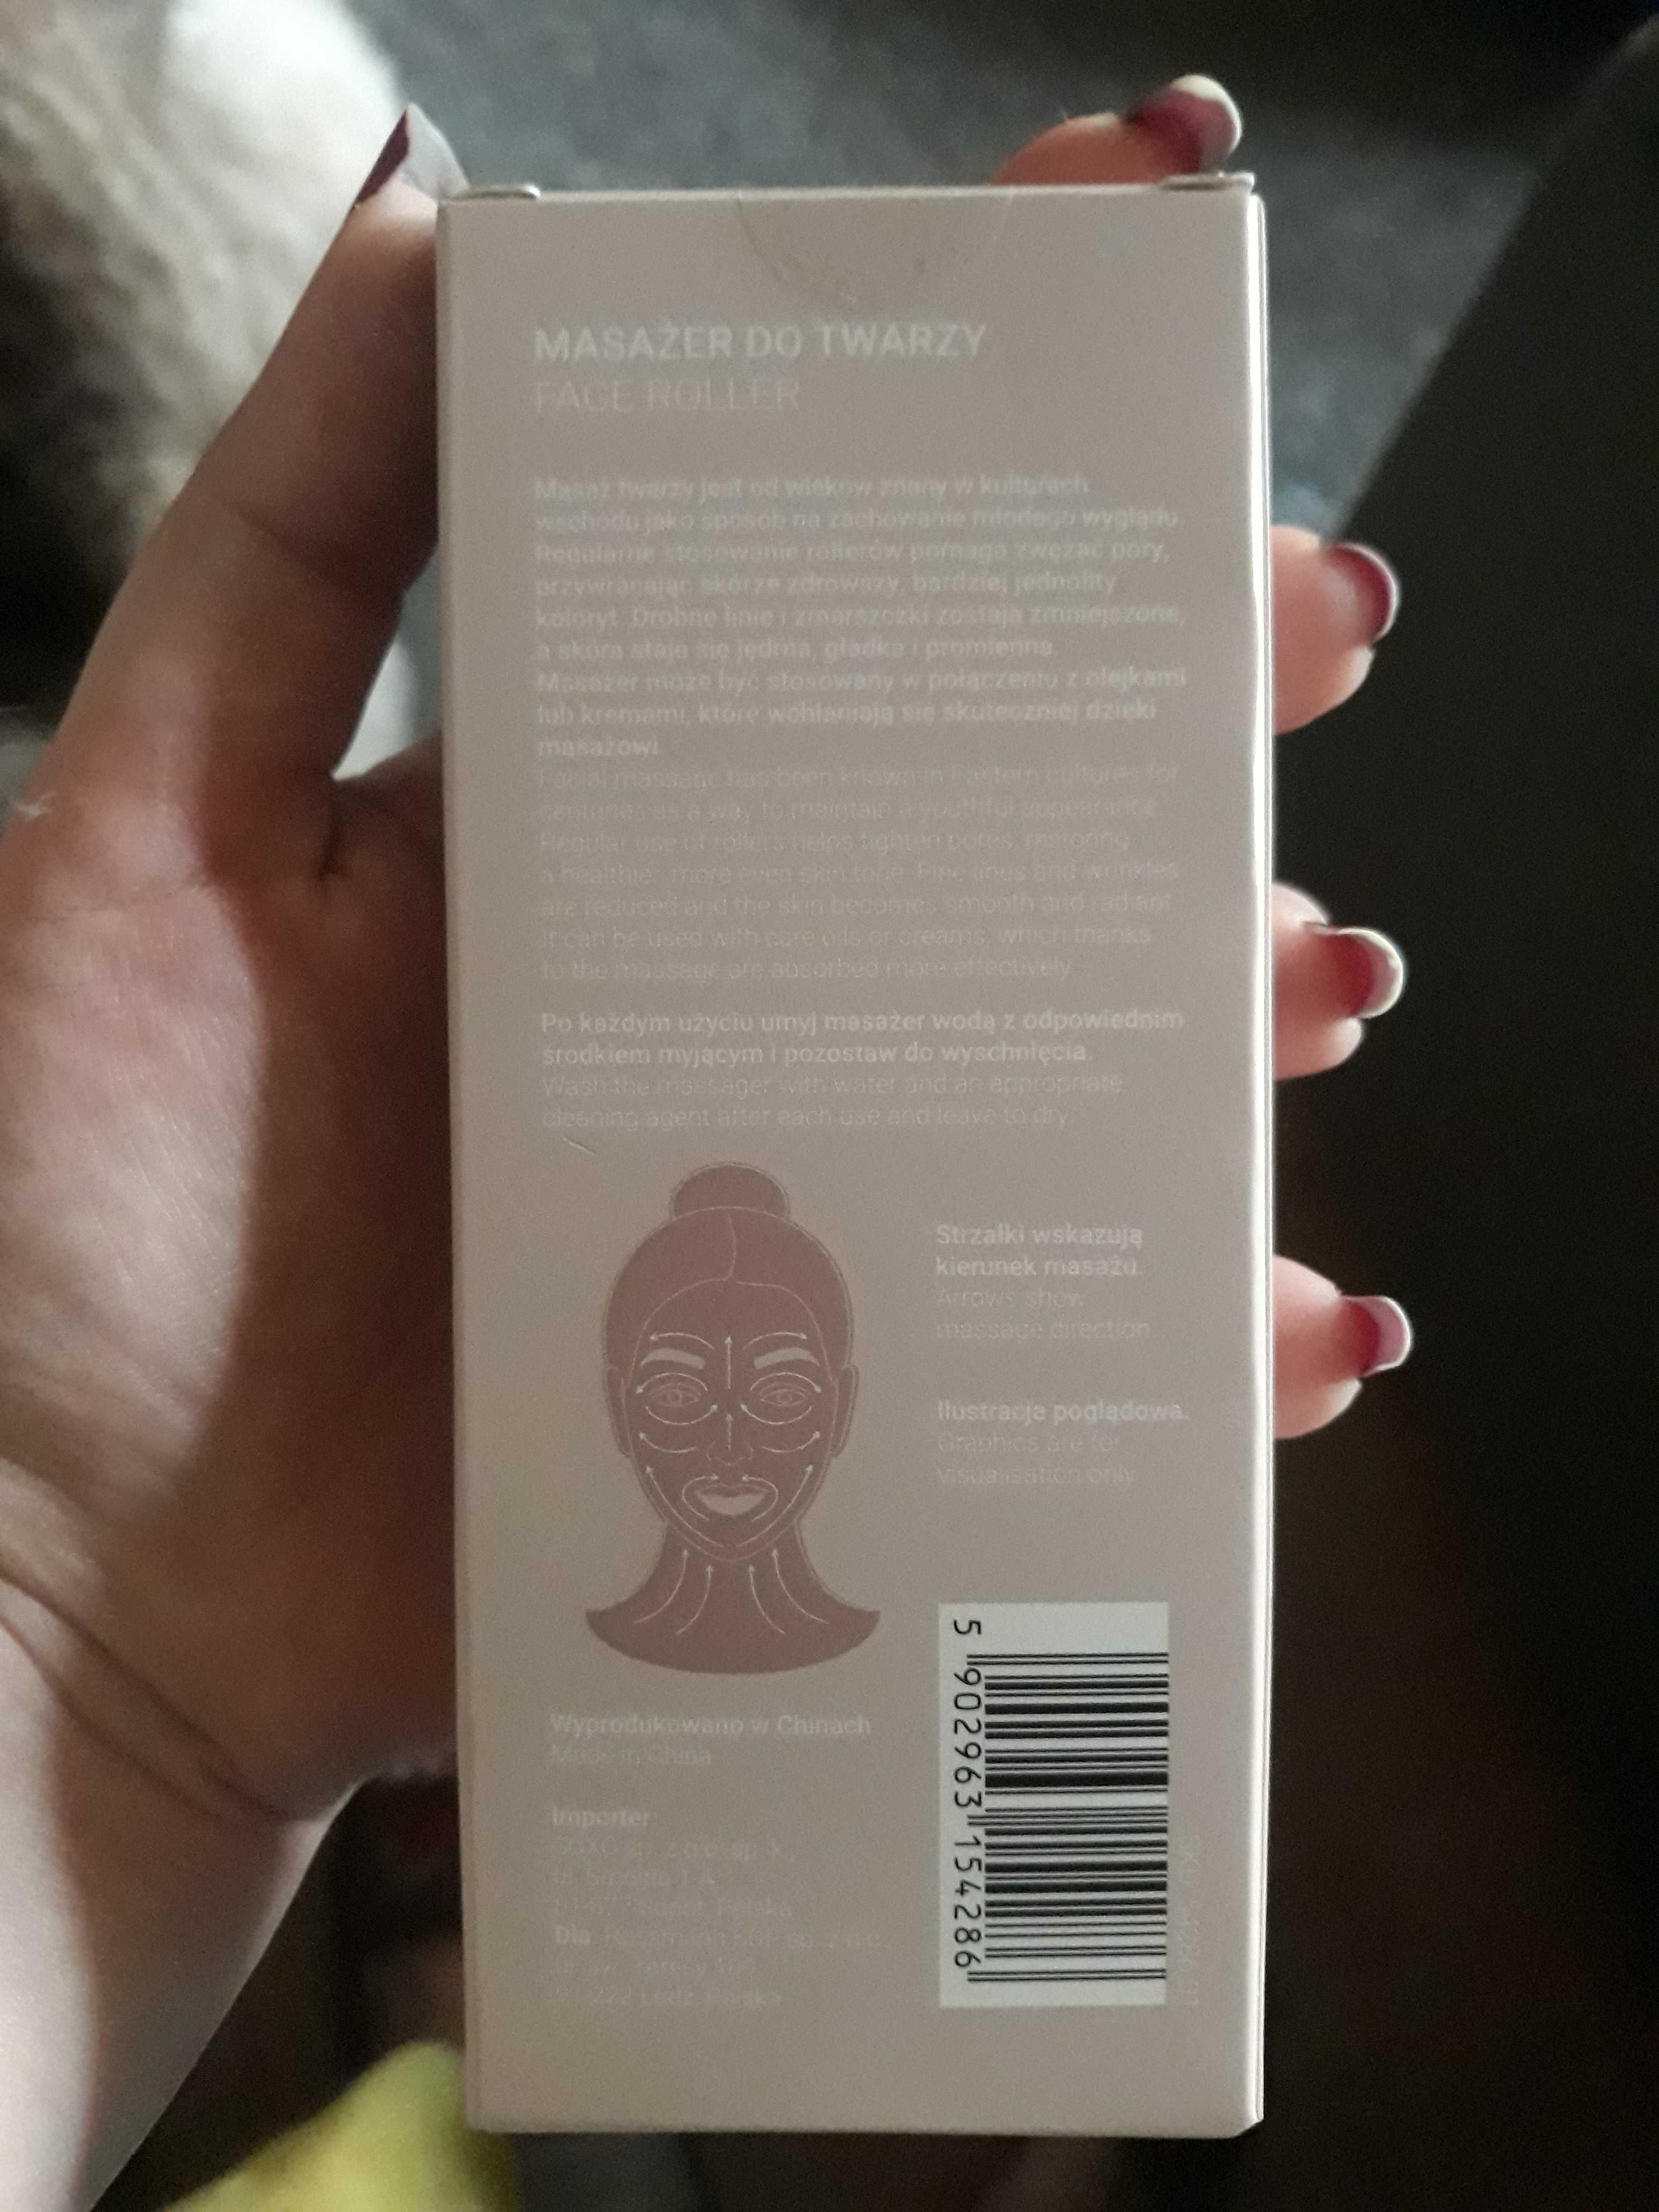 MASAŻER DO TWARZY
FACE ROLLER
Masaż twarzy jest od wieków znany w kulturach
wschodu jako sposób na zachowanie młodego wyglądu.
Regularne stosowanie rollerów pomaga zwężać pory,
przywracając skórze zdrowszy, bardziej jednolity
koloryt. Drobne linie i zmarszczki zostają zmniejszone,
a skóra staje się jędrna, gładka i promienna.
Masażer może być stosowany w połączeniu z olejkami
lub kremami, które wchłaniają się skuteczniej dzięki
masażowi.
Facial massage has been known in Eastern cultures for
centuries as a way to maintain a youthful appearance.
Regular use of rollers helps tighten pores, restoring
a healthier, more even skin tone. Fine lines and wrinkles
are reduced and the skin becomes smooth and radiant.
It can be used with care oils or creams, which thanks
to the massage are absorbed more effectively.
Po każdym użyciu umyj masażer wodą z odpowiednim
środkiem myjącym i pozostaw do wyschnięcia.
Wash the massager with water and an appropriate
cleaning agent after each use and leave to dry.
Strzałki wskazują
kierunek masażu.
Arrows show
massage direction
Ilustracja poglądowa.
Graphics are for
visualisation only
Wyprodukowano w Chinach
Made in China
Importer:
Sopot, Polska
Dla: Rossmann SDP sp. z o.o.
Łódź, Polska
5 902963 154286